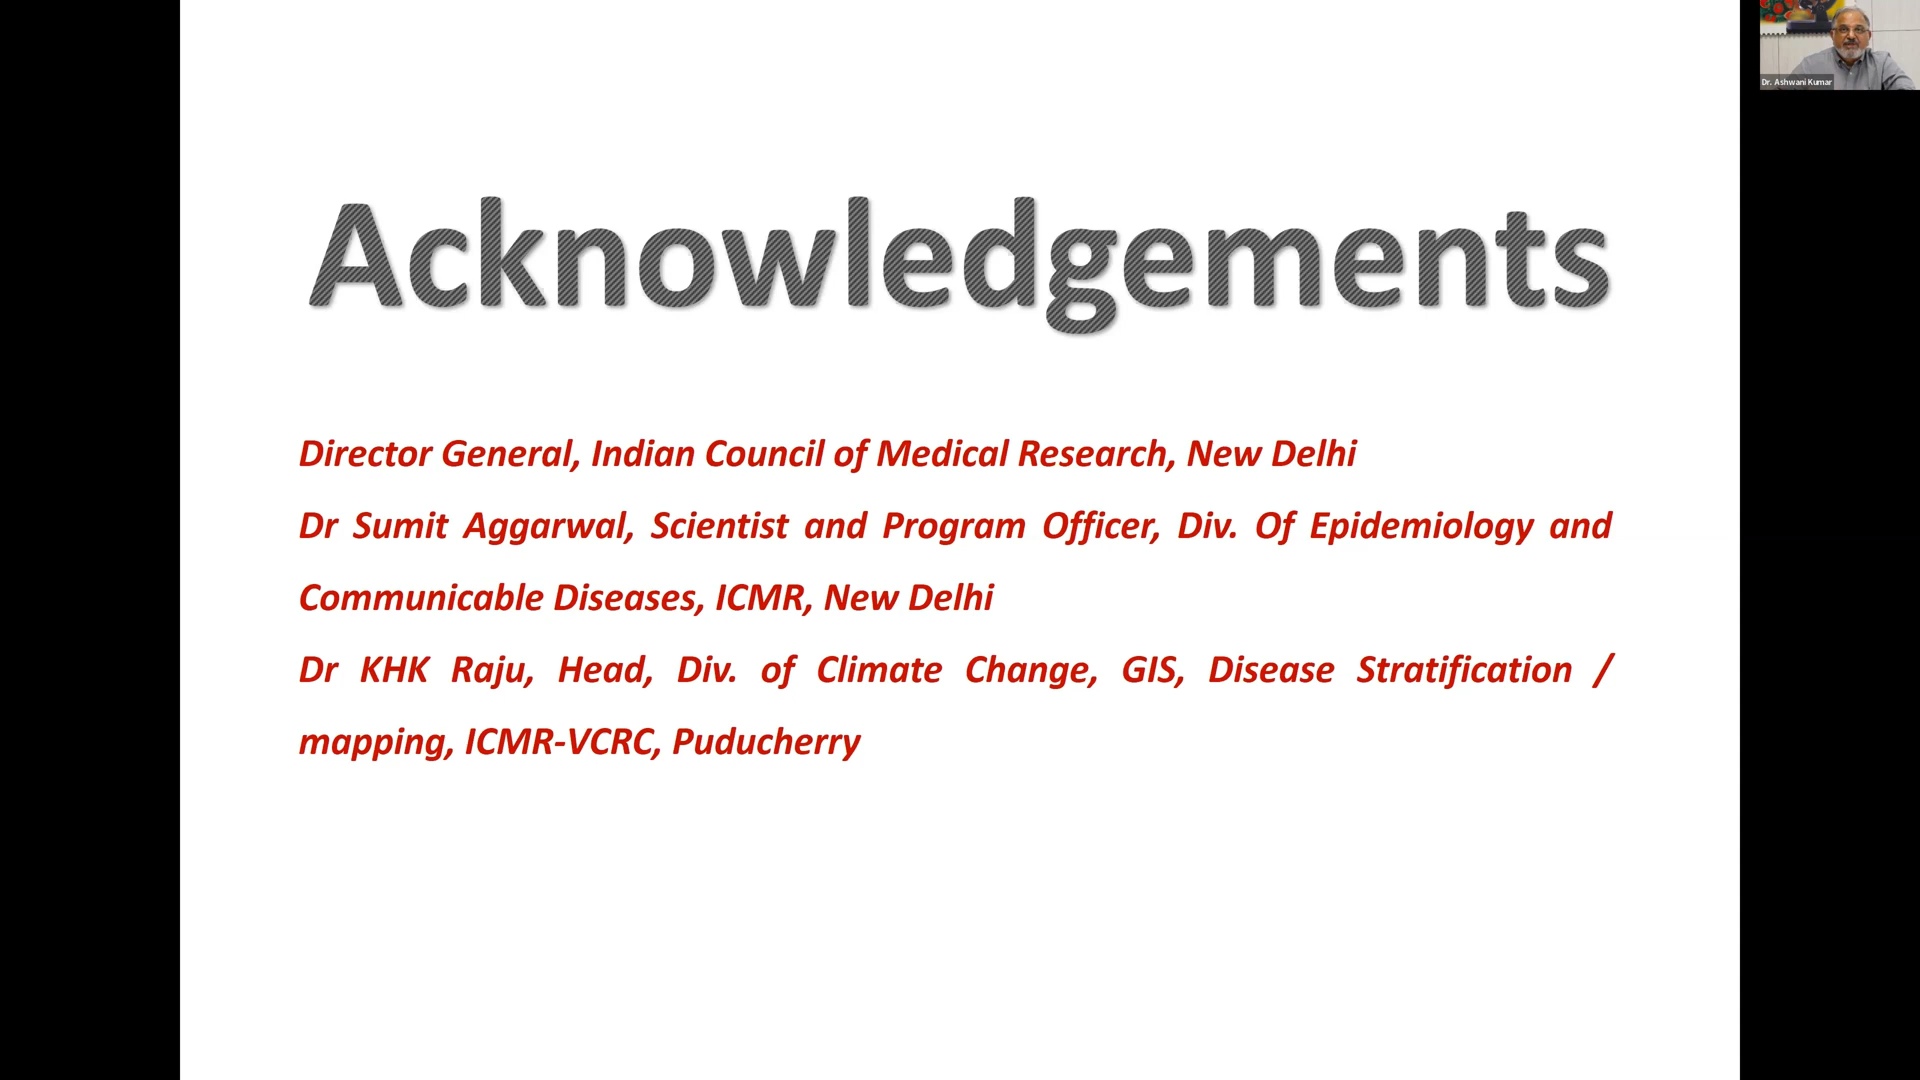 Dr. Ashwani Kumar
Acknowledgements
Director General, Indian Council of Medical Research, New Delhi
Dr Sumit Aggarwal, Scientist and Program Officer, Div. Of Epidemiology and
Communicable Diseases, ICMR, New Delhi
Dr KHK Raju, Head, Div. of Climate Change, GIS, Disease Stratification /
mapping, ICMR-VCRC, Puducherry